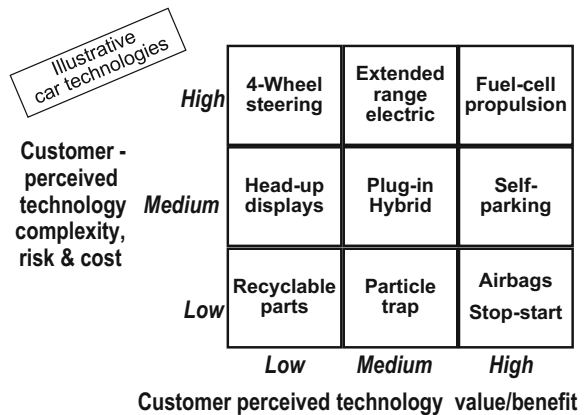 Illustrative
car technologies
Customer -
perceived
technology
complexity,
risk & cost
High
4-Wheel
steering
Extended
range
electric
Fuel-cell
propulsion
Medium
Head-up
displays
Plug-in
Hybrid
Self-
parking
Low
Recyclable
parts
Particle
trap
Airbags
Stop-start
Low
Medium
High
Customer perceived technology value/benefit